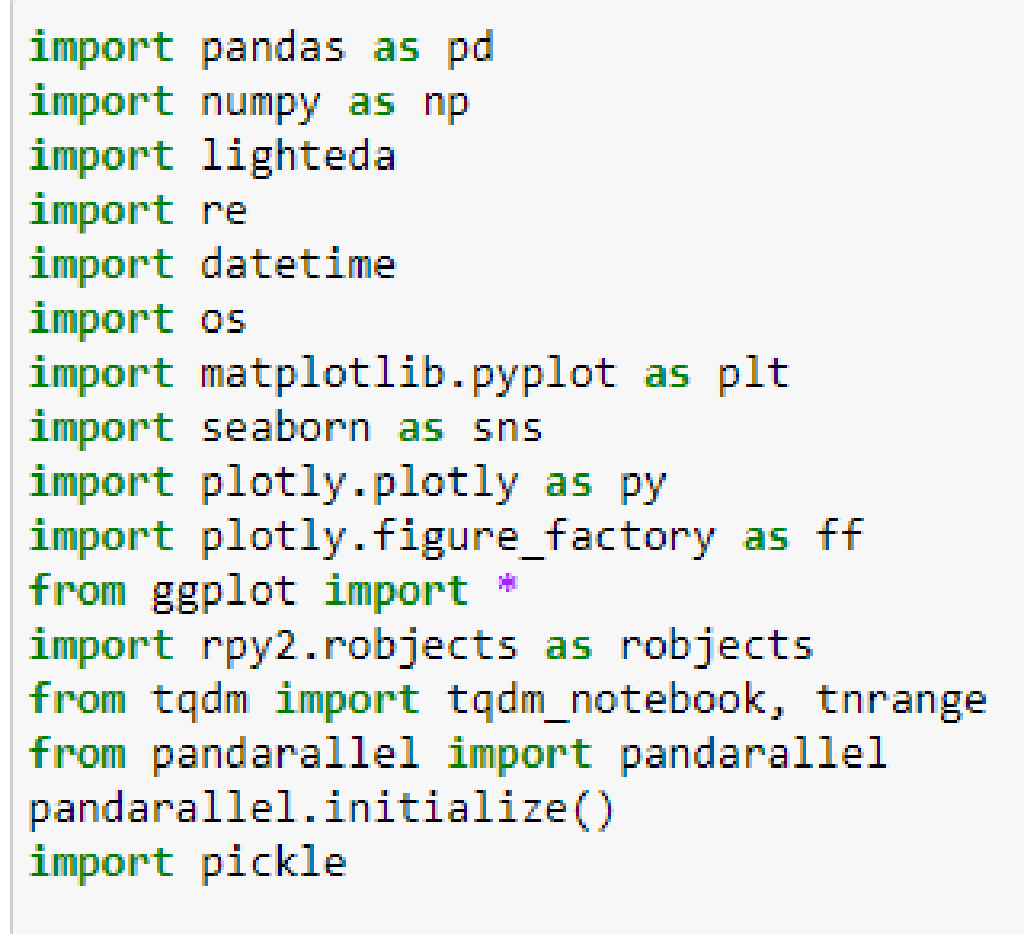 import pandas as pd
import numpy as np
import lighteda
import re
import datetime
import os
import matplotlib.pyplot as plt
import seaborn as sns
import plotly.plotly as py
import plotly.figure_factory as ff
from ggplot import *
import rpy2.robjects as robjects
from tqdm import tqdm_notebook, tnrange
from pandarallel import pandarallel
pandarallel.initialize()
import pickle